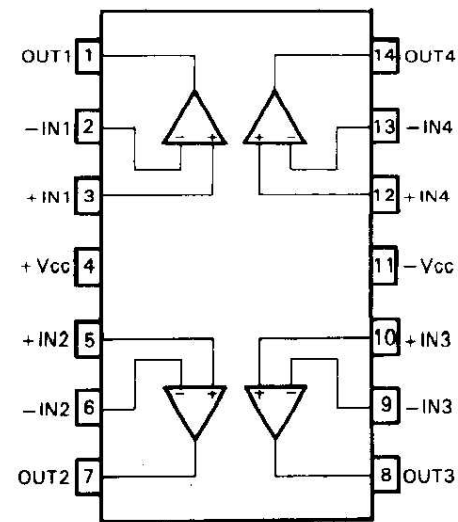 OUT1 1 14 OUT4
−IN1 2 13 −IN4
− + + −
+IN1 3 12 +IN4
+Vcc 4 11 −Vcc
+IN2 5 10 +IN3
− + + −
−IN2 6 9 −IN3
OUT2 7 8 OUT3